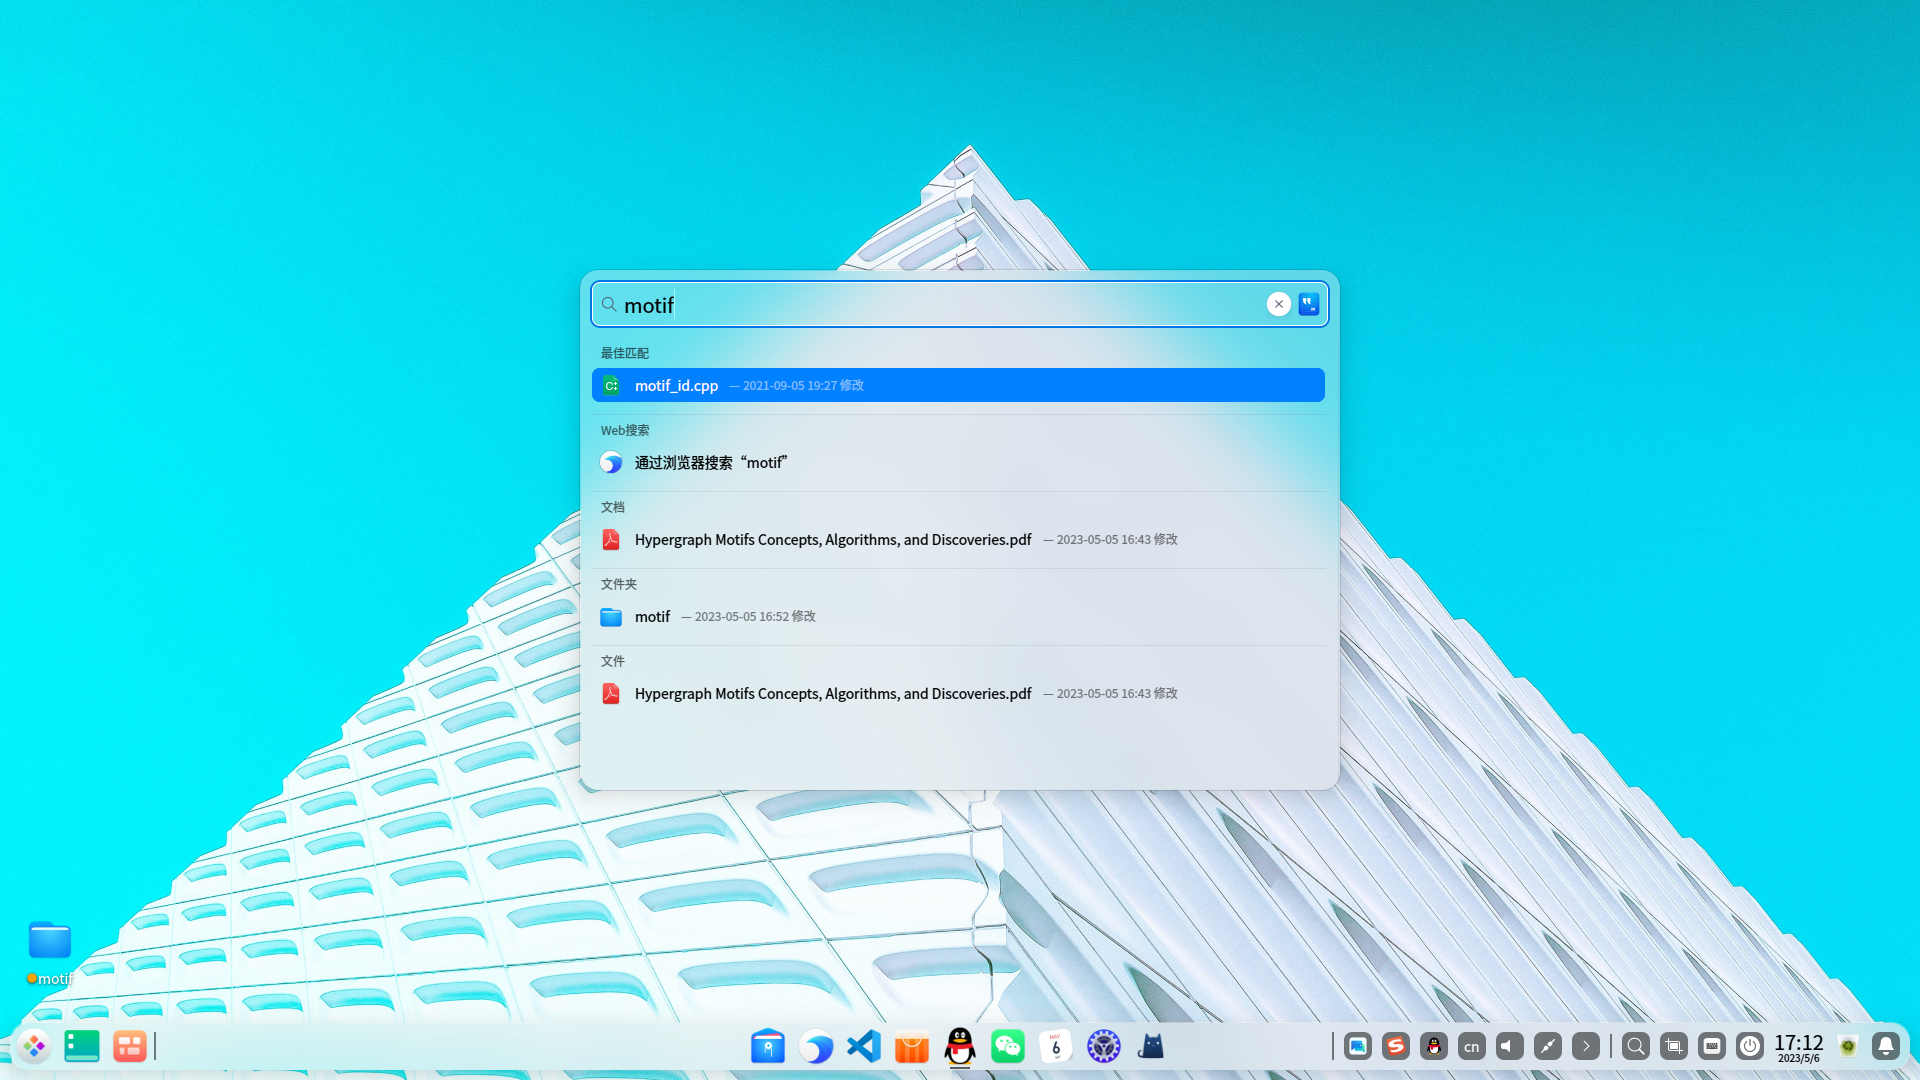 motif
最佳匹配
motif_id.cpp — 2021-09-05 19:27 修改
Web搜索
通过浏览器搜索“motif”
文档
Hypergraph Motifs Concepts, Algorithms, and Discoveries.pdf — 2023-05-05 16:43 修改
文件夹
motif — 2023-05-05 16:52 修改
文件
Hypergraph Motifs Concepts, Algorithms, and Discoveries.pdf — 2023-05-05 16:43 修改
motif
MAY
6
cn
17:12
2023/5/6